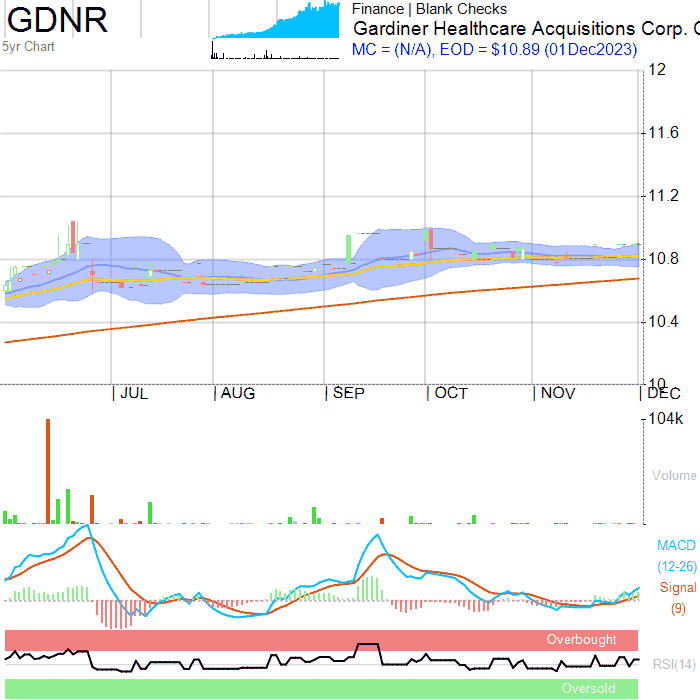 GDNR
5yr Chart
Finance | Blank Checks
Gardiner Healthcare Acquisitions Corp.
MC = (N/A), EOD = $10.89 (01Dec2023)
12
11.6
11.2
10.8
10.4
10
JUL AUG SEP OCT NOV DEC
104k
Volume
MACD
(12-26)
Signal
(9)
Overbought
RSI(14)
Oversold